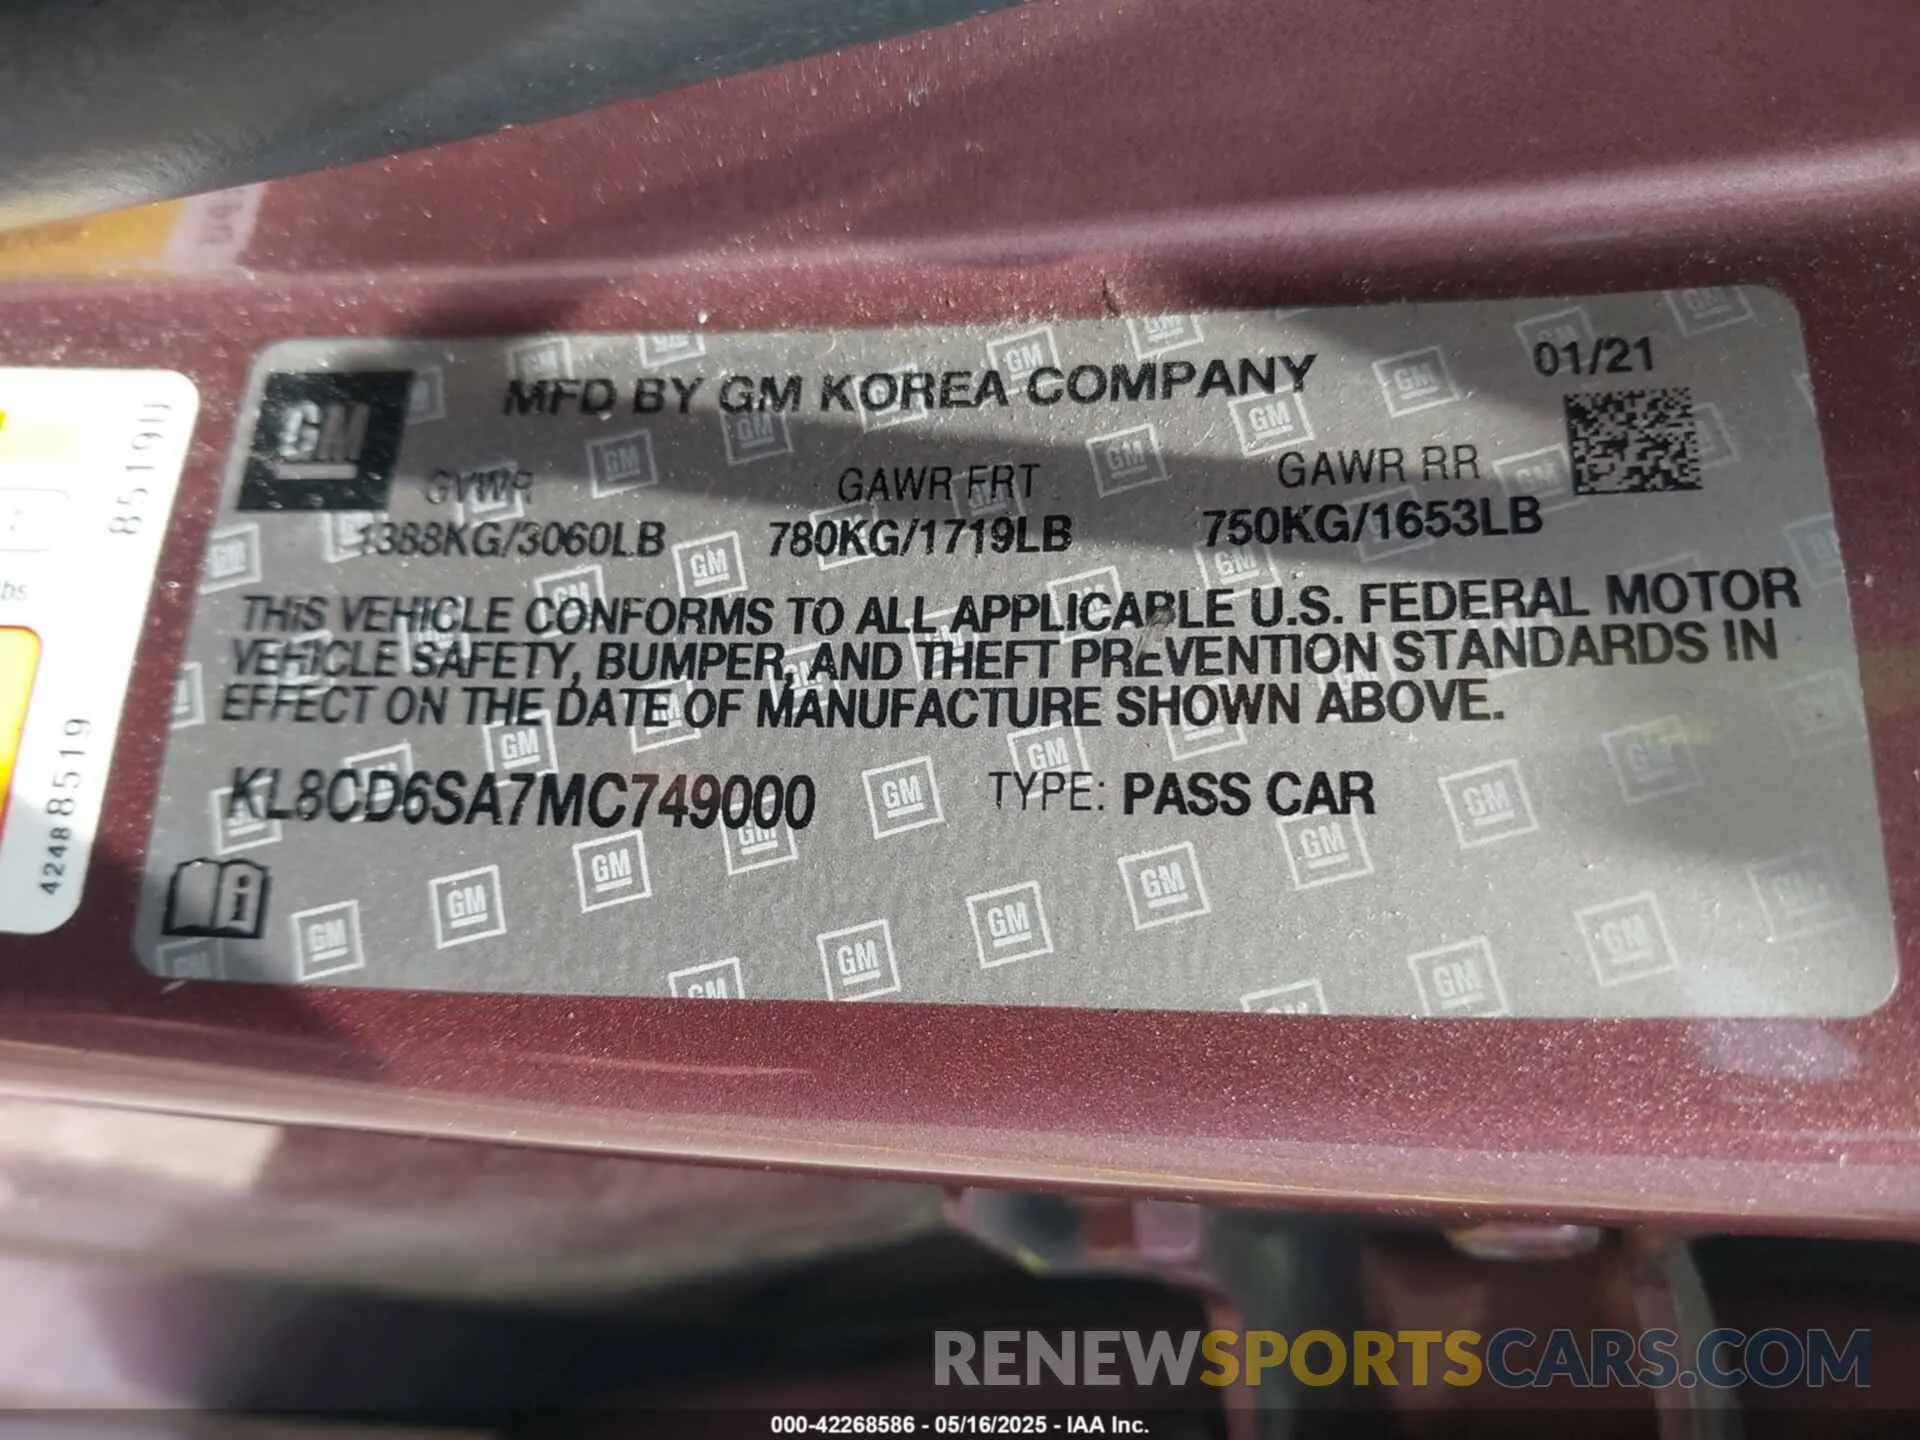 GM
MFD BY GM KOREA COMPANY
01/21
GVWR
GAWR FRT
GAWR RR
1388KG/3060LB
780KG/1719LB
750KG/1653LB
THIS VEHICLE CONFORMS TO ALL APPLICABLE U.S. FEDERAL MOTOR
VEHICLE SAFETY, BUMPER, AND THEFT PREVENTION STANDARDS IN
EFFECT ON THE DATE OF MANUFACTURE SHOWN ABOVE.
KL8CD6SA7MC749000
TYPE: PASS CAR
42488519
RENEWSPORTSCARS.COM
000-42268586 - 05/16/2025 - IAA Inc.